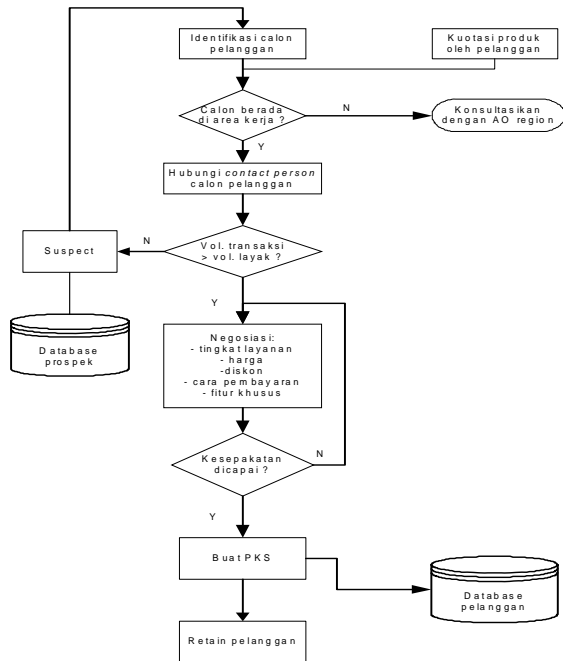 Identifikasi calon
pelanggan
Kuotasi produk
oleh pelanggan
Calon berada
di area kerja ?
N
Konsultasikan
dengan AO region
Y
Hubungi contact person
calon pelanggan
Suspect
N
Vol. transaksi
> vol. layak ?
Y
Database
prospek
Negosiasi:
- tingkat layanan
- harga
-diskon
- cara pembayaran
- fitur khusus
Kesepakatan
dicapai ?
N
Y
Buat PKS
Database
pelanggan
Retain pelanggan